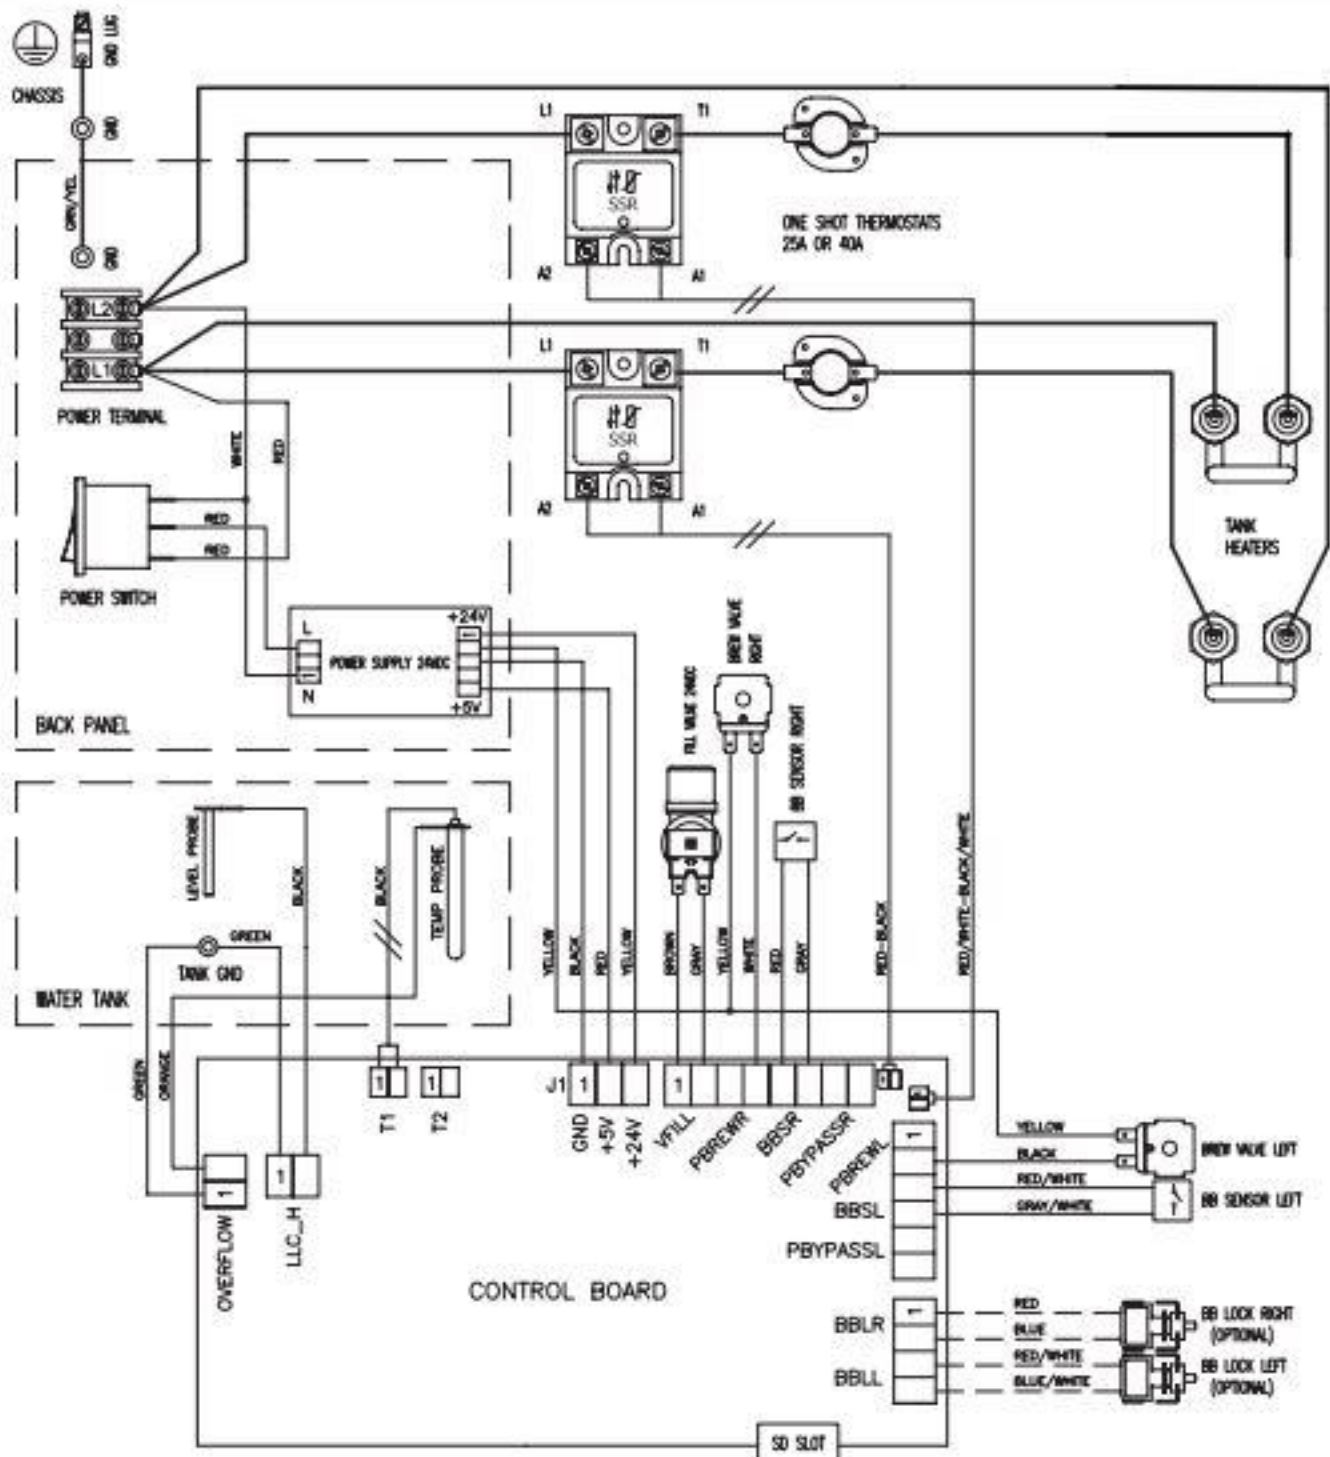 GND LUG
CHASSIS
GND
GRN/YEL
GND
L1
T1
SSR
A2
A1
ONE SHOT THERMOSTATS
25A OR 40A
L2
L1
POWER TERMINAL
L1
T1
SSR
A2
A1
WHITE
RED
RED
RED
POWER SWITCH
TANK
HEATERS
L
N
1
POWER SUPPLY 24VDC
+24V
1
+5V
BACK PANEL
FILL VALVE 24VDC
BREW VALVE
RIGHT
BB SENSOR RIGHT
LEVEL PROBE
BLACK
BLACK
TEMP PROBE
GREEN
TANK GND
WATER TANK
GREEN
ORANGE
YELLOW
BLACK
RED
YELLOW
BROWN
GRAY
YELLOW
WHITE
RED
GRAY
RED-BLACK
RED/WHITE-BLACK/WHITE
1
T1
1
T2
J1
1
GND
+5V
+24V
1
VFILL
PBREWR
BBSR
PBYPASSR
PBREWL
1
BBSL
PBYPASSL
YELLOW
BLACK
RED/WHITE
GRAY/WHITE
BREW VALVE LEFT
BB SENSOR LEFT
1
OVERFLOW
1
LLC_H
CONTROL BOARD
1
BBLR
BBLL
RED
BLUE
RED/WHITE
BLUE/WHITE
BB LOCK RIGHT
(OPTIONAL)
BB LOCK LEFT
(OPTIONAL)
SD SLOT